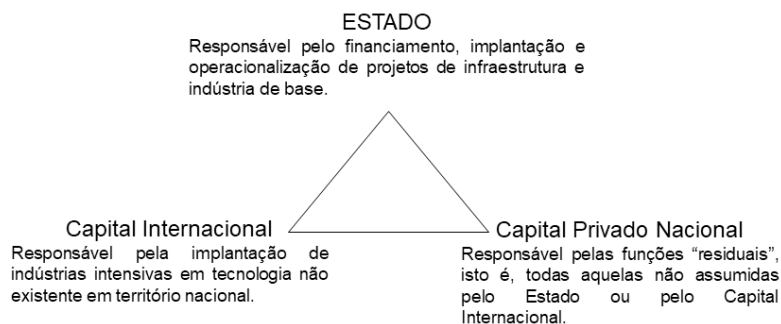 ESTADO
Responsável pelo financiamento, implantação e
operacionalização de projetos de infraestrutura e
indústria de base.
Capital Internacional
Responsável pela implantação de
indústrias intensivas em tecnologia não
existente em território nacional.
Capital Privado Nacional
Responsável pelas funções “residuais”,
isto é, todas aquelas não assumidas
pelo Estado ou pelo Capital
Internacional.